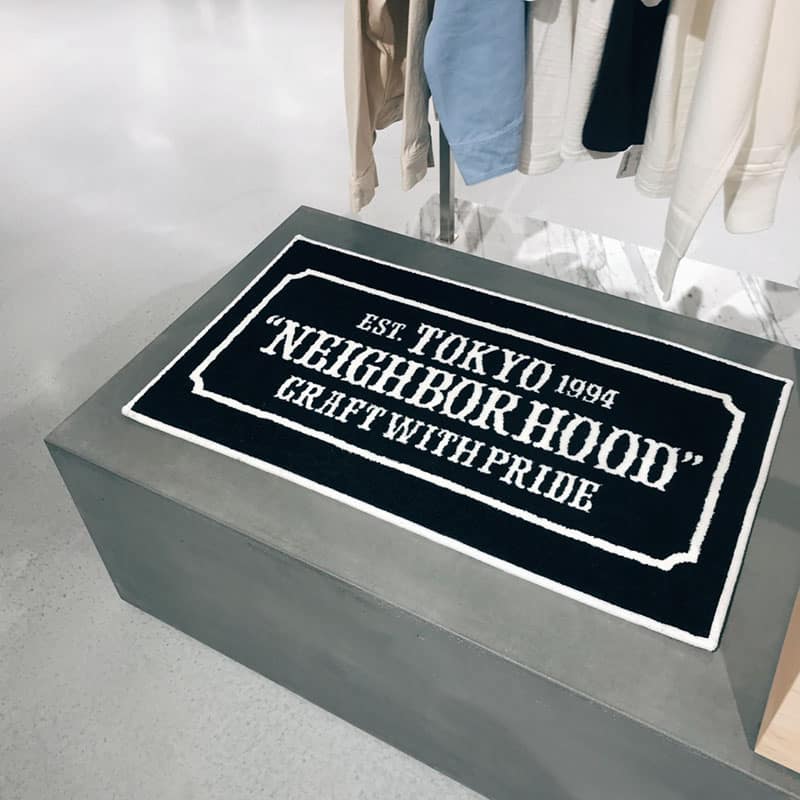 EST. TOKYO 1994
“NEIGHBORHOOD”
CRAFT WITH PRIDE